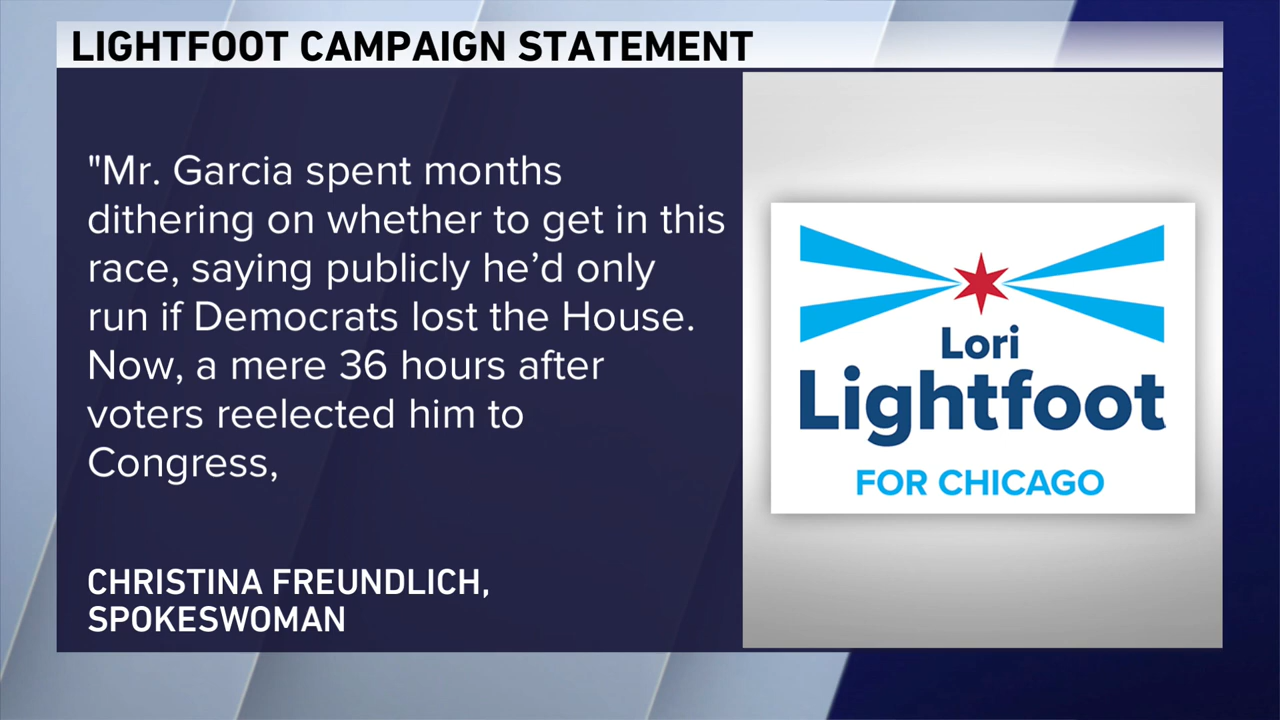 LIGHTFOOT CAMPAIGN STATEMENT
"Mr. Garcia spent months
dithering on whether to get in this
race, saying publicly he’d only
run if Democrats lost the House.
Now, a mere 36 hours after
voters reelected him to
Congress,
CHRISTINA FREUNDLICH,
SPOKESWOMAN
Lori
Lightfoot
FOR CHICAGO